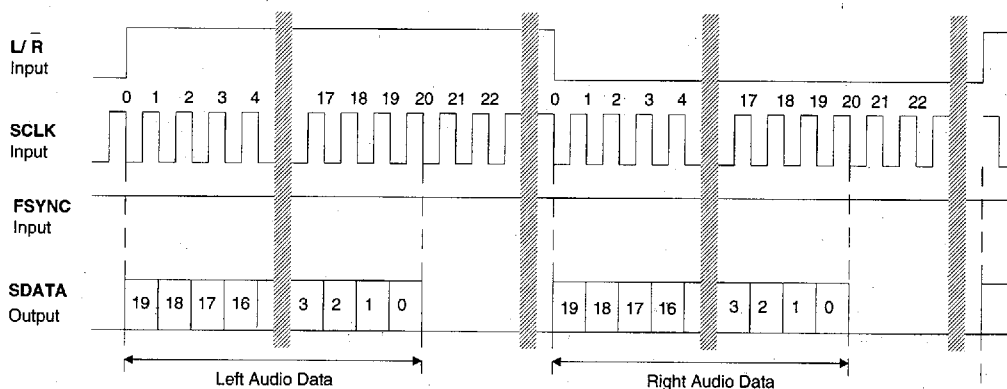 L/R̅
Input
0 1 2 3 4 17 18 19 20 21 22 0 1 2 3 4 17 18 19 20 21 22
SCLK
Input
FSYNC
Input
SDATA
Output
19 18 17 16 3 2 1 0 19 18 17 16 3 2 1 0
Left Audio Data Right Audio Data